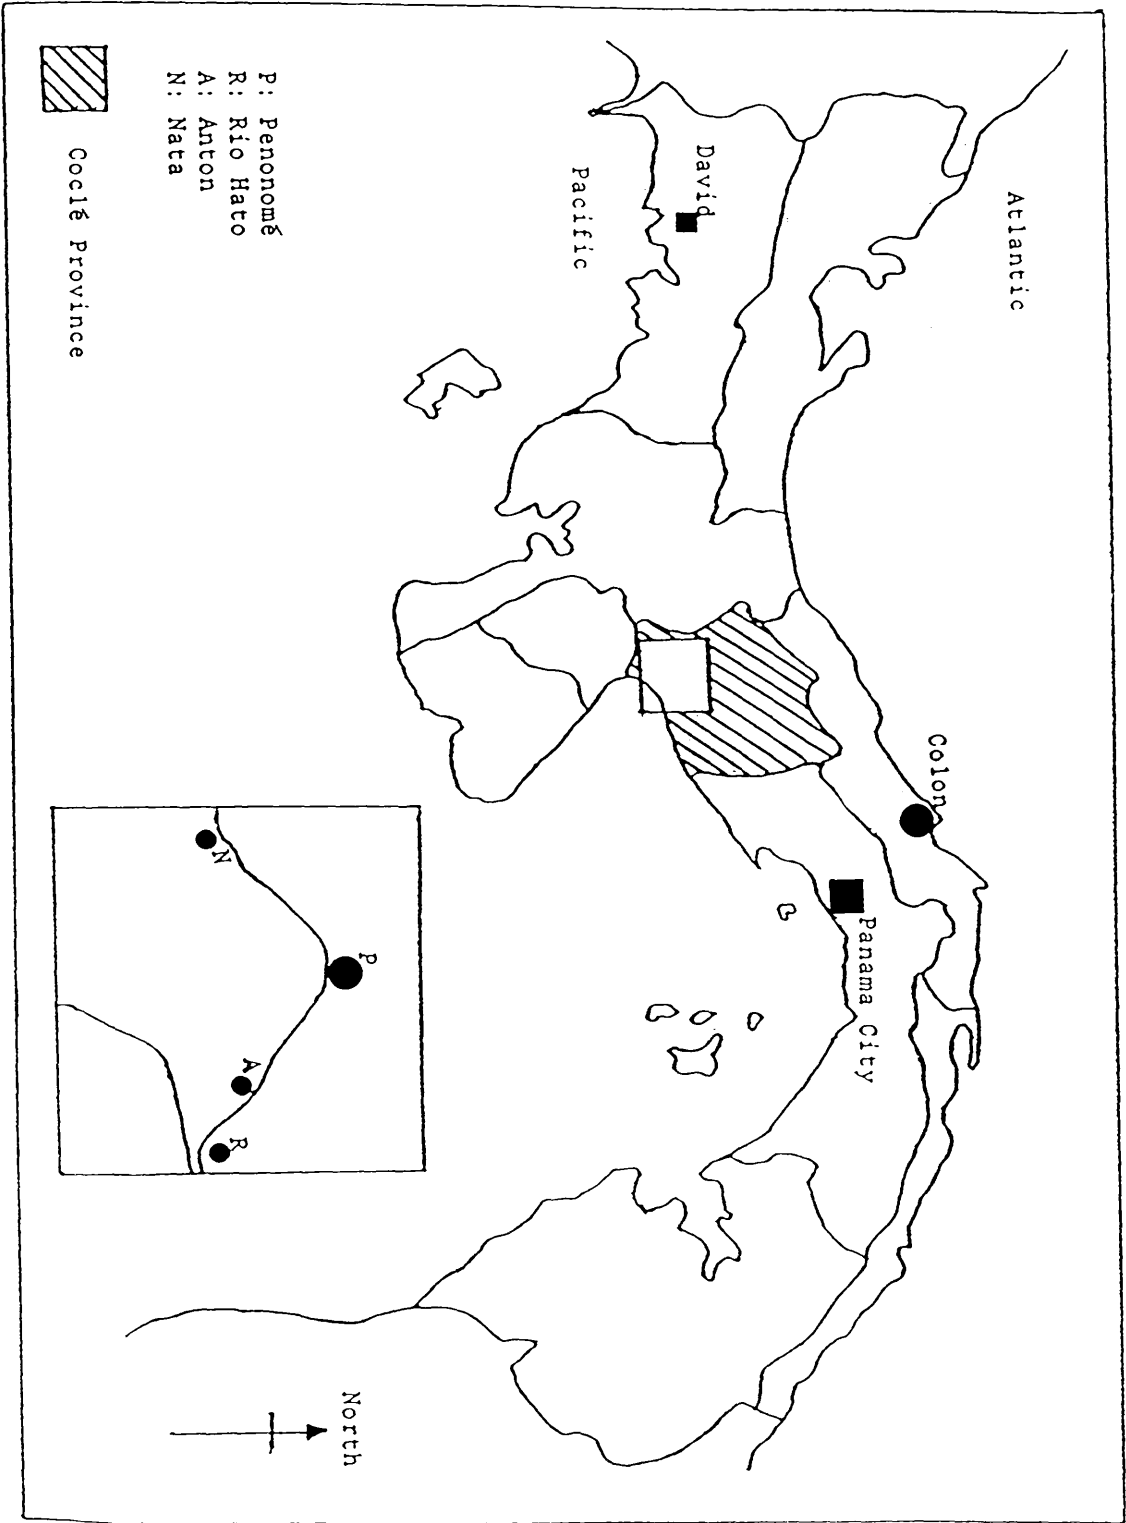 Atlantic
David
Pacific
Colon
Panama City
P: Penonomé
R: Río Hato
A: Anton
N: Nata
Coclé Province
N
P
A
R
North